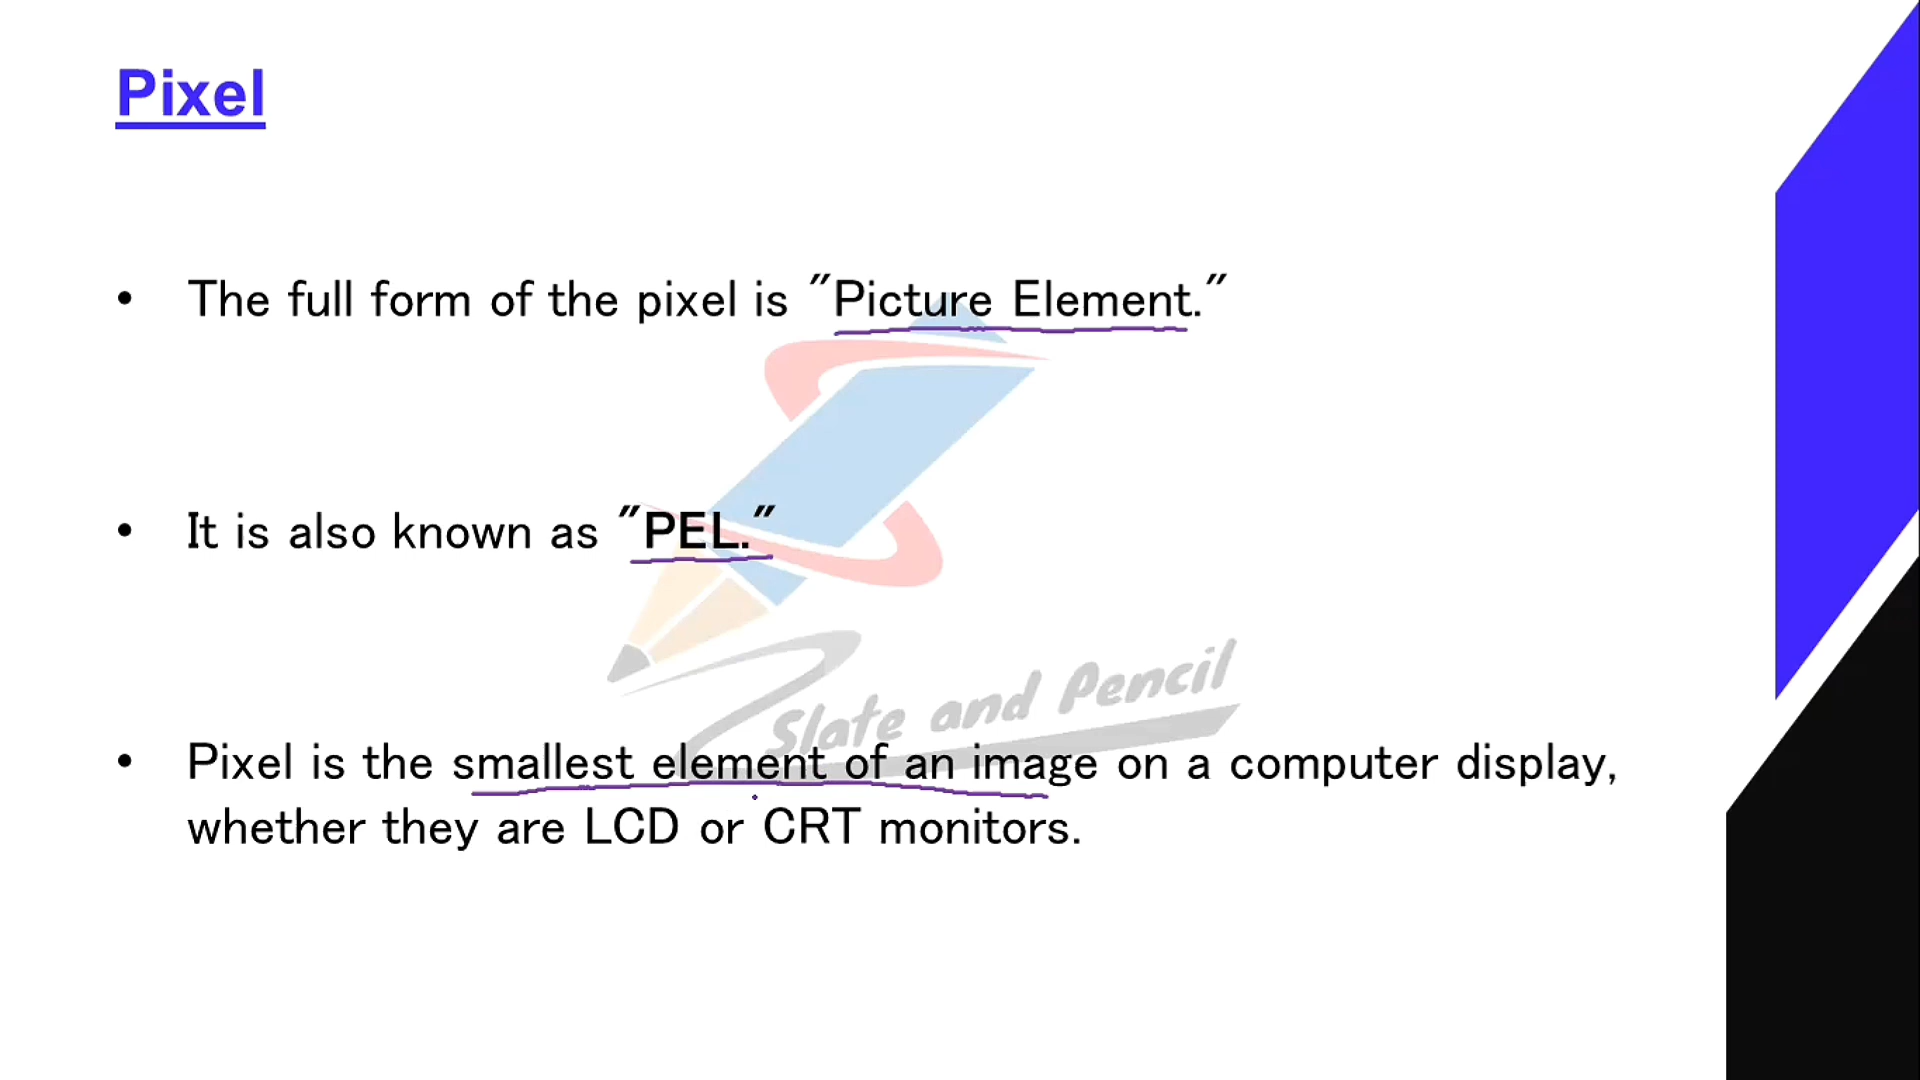 Pixel
• The full form of the pixel is "Picture Element."
• It is also known as "PEL."
Slate and Pencil
• Pixel is the smallest element of an image on a computer display,
whether they are LCD or CRT monitors.